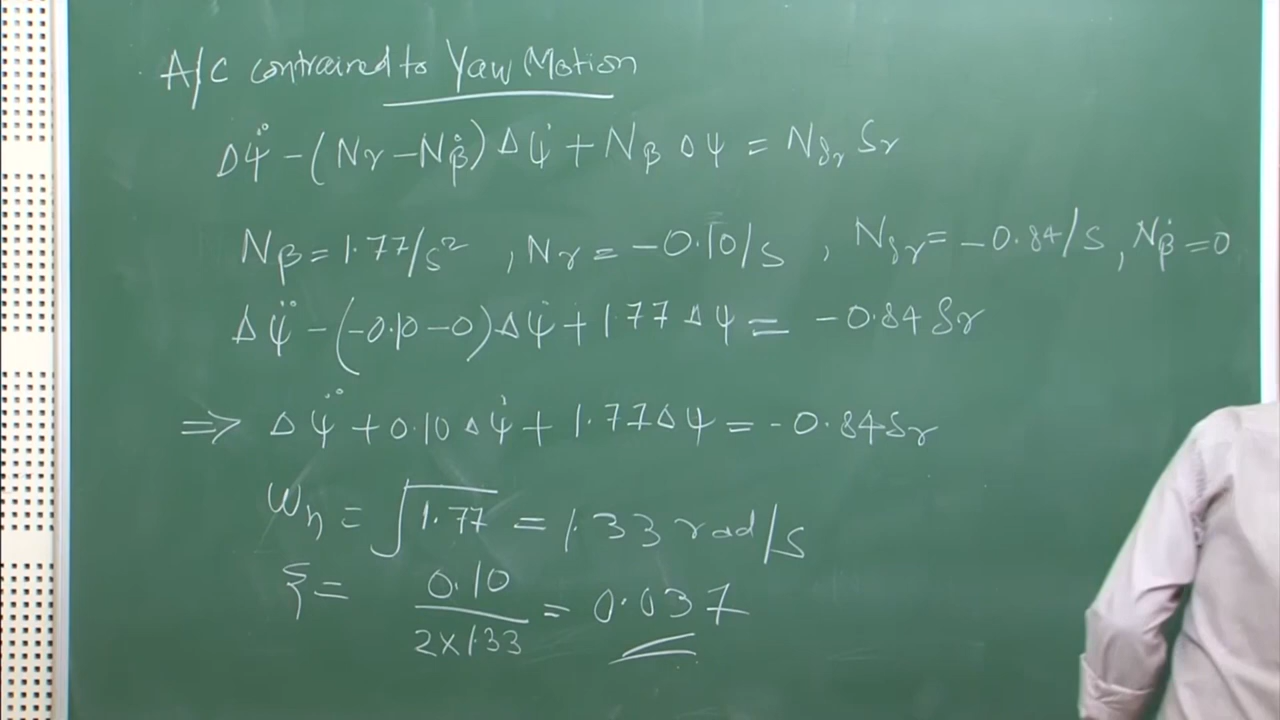 A/C contrained to Yaw Motion
Δψ̈ - (Nr - Nβ̇) Δψ̇ + Nβ Δψ = Nδr δr
Nβ = 1.77/s², Nr = -0.10/s, Nδr = -0.84/s, Nβ̇ = 0
Δψ̈ - (-0.10 - 0) Δψ̇ + 1.77 Δψ = -0.84 δr
⇒ Δψ̈ + 0.10 Δψ̇ + 1.77 Δψ = -0.84 δr
ωn = √1.77 = 1.33 rad/s
ξ = 0.10 / 2×1.33 = 0.037